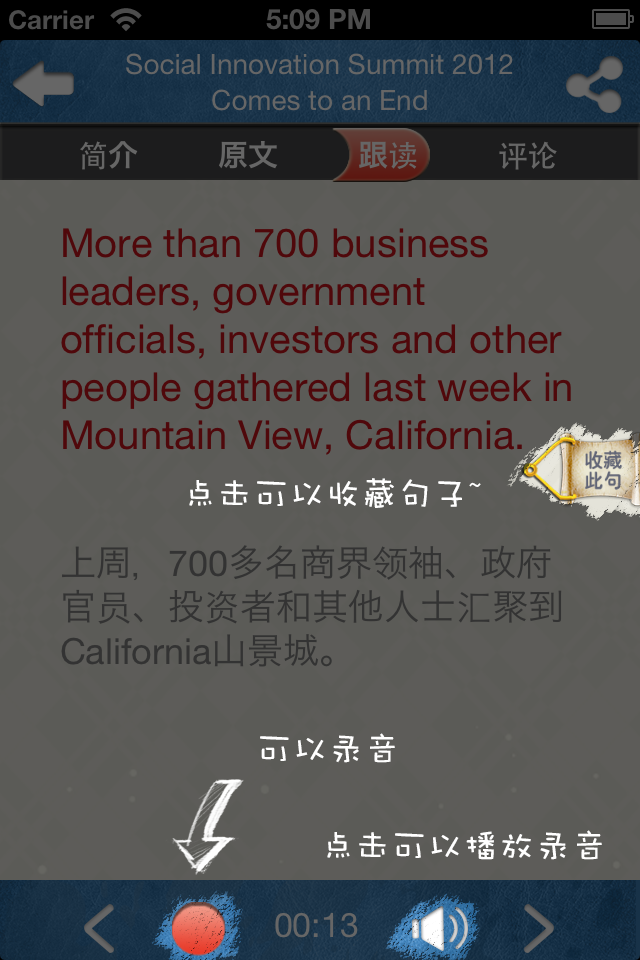 Carrier 5:09 PM
Social Innovation Summit 2012
Comes to an End
简介 原文 跟读 评论
More than 700 business
leaders, government
officials, investors and other
people gathered last week in
Mountain View, California.
收藏
此句
点击可以收藏句子~
上周，700多名商界领袖、政府
官员、投资者和其他人士汇聚到
California山景城。
可以录音
点击可以播放录音
00:13